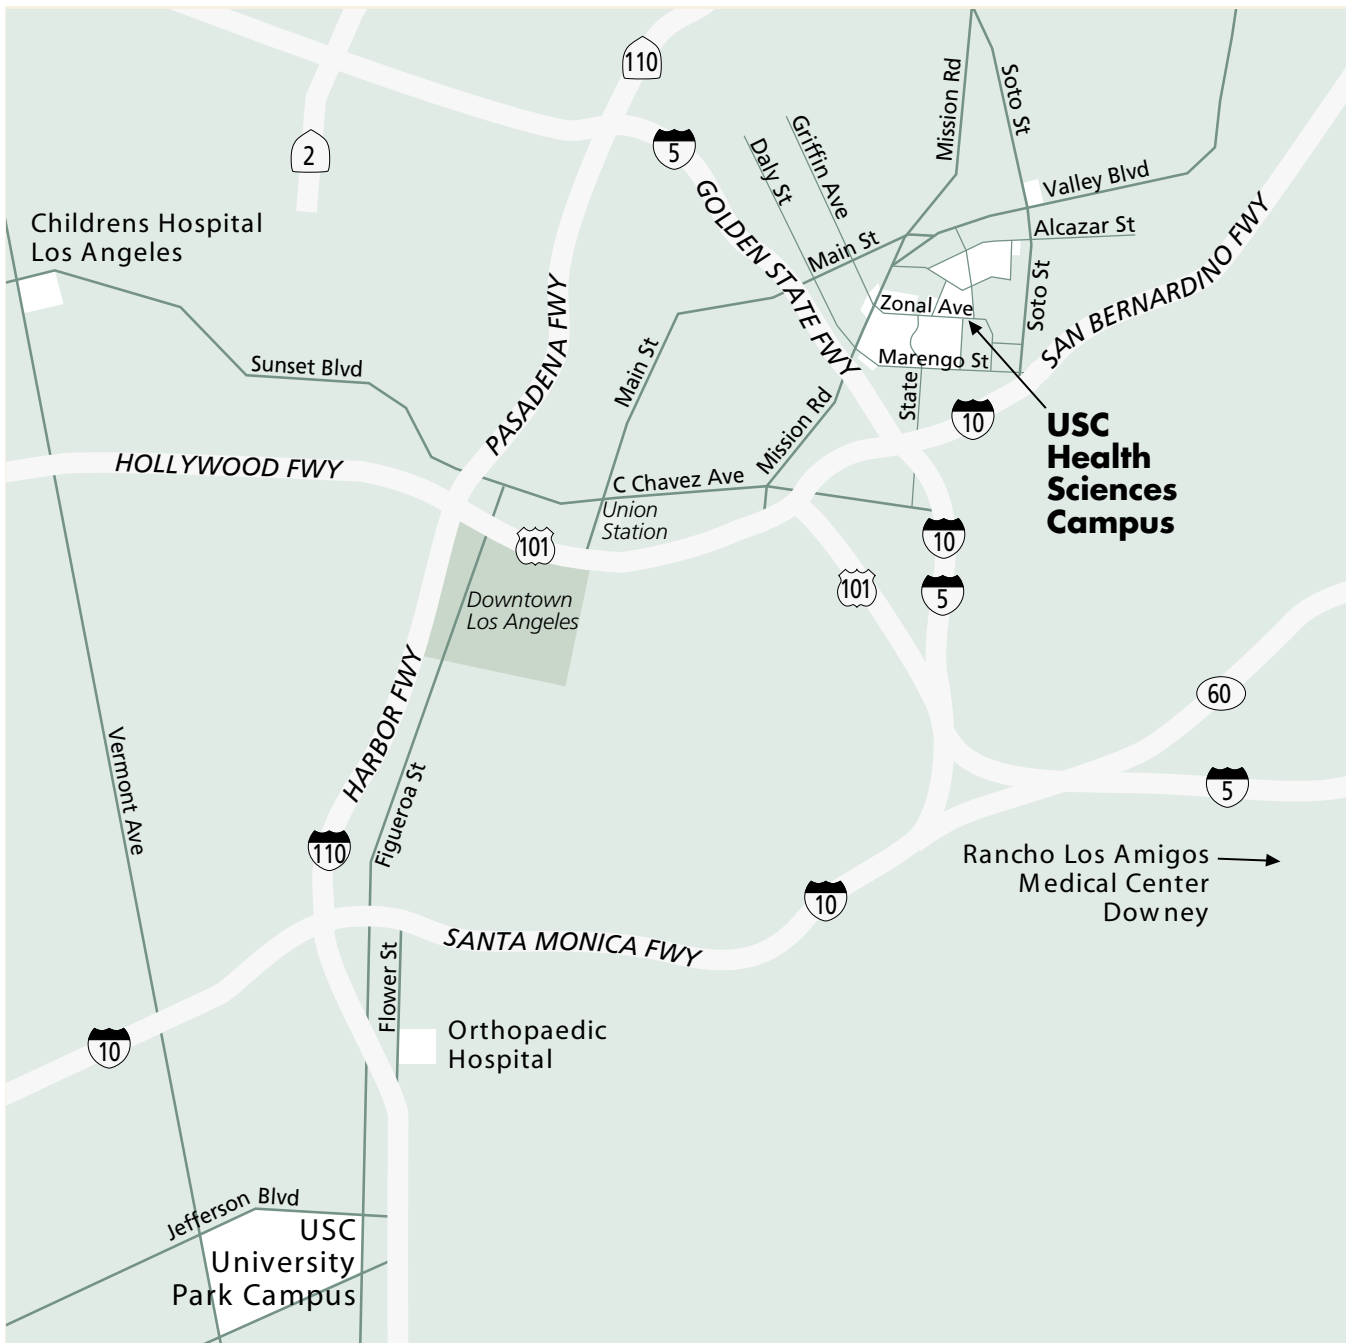 110
2
5
Mission Rd
Soto St
Griffin Ave
Daly St
Valley Blvd
Alcazar St
Childrens Hospital
Los Angeles
GOLDEN STATE FWY
Main St
SAN BERNARDINO FWY
Soto St
Zonal Ave
PASADENA FWY
Main St
Marengo St
Sunset Blvd
State
Mission Rd
10
USC
Health
Sciences
Campus
HOLLYWOOD FWY
C Chavez Ave
Union
Station
101
10
101
5
Downtown
Los Angeles
HARBOR FWY
60
Vermont Ave
Figueroa St
5
110
Rancho Los Amigos
Medical Center
Downey
10
SANTA MONICA FWY
Flower St
10
Orthopaedic
Hospital
Jefferson Blvd
USC
University
Park Campus